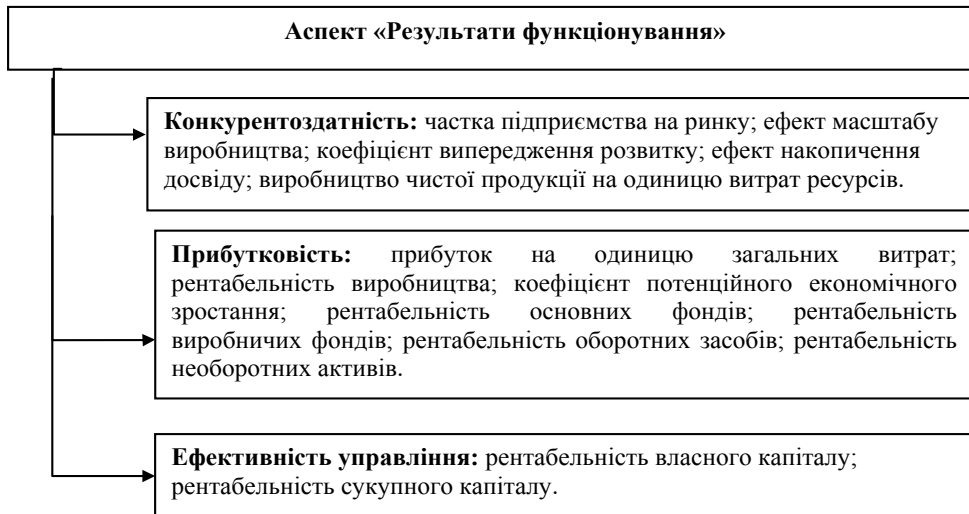 Аспект «Результати функціонування»
Конкурентоздатність: частка підприємства на ринку; ефект масштабу
виробництва; коефіцієнт випередження розвитку; ефект накопичення
досвіду; виробництво чистої продукції на одиницю витрат ресурсів.
Прибутковість: прибуток на одиницю загальних витрат;
рентабельність виробництва; коефіцієнт потенційного економічного
зростання; рентабельність основних фондів; рентабельність
виробничих фондів; рентабельність оборотних засобів; рентабельність
необоротних активів.
Ефективність управління: рентабельність власного капіталу;
рентабельність сукупного капіталу.